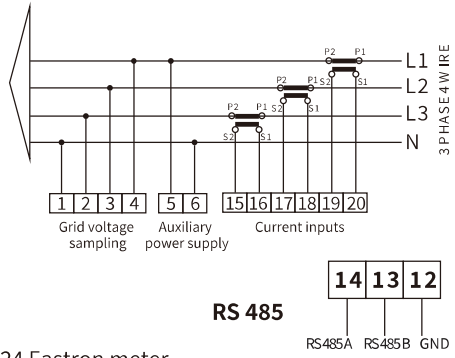 P2 P1
L1
P2 P1 S2 S1
L2
P2 P1 S2 S1
L3
S2 S1
N
3 PHASE 4 WIRE
1 2 3 4 5 6 15 16 17 18 19 20
Grid voltage
sampling
Auxiliary
power supply
Current inputs
14 13 12
RS 485
RS485A RS485B GND
24 Eastron meter